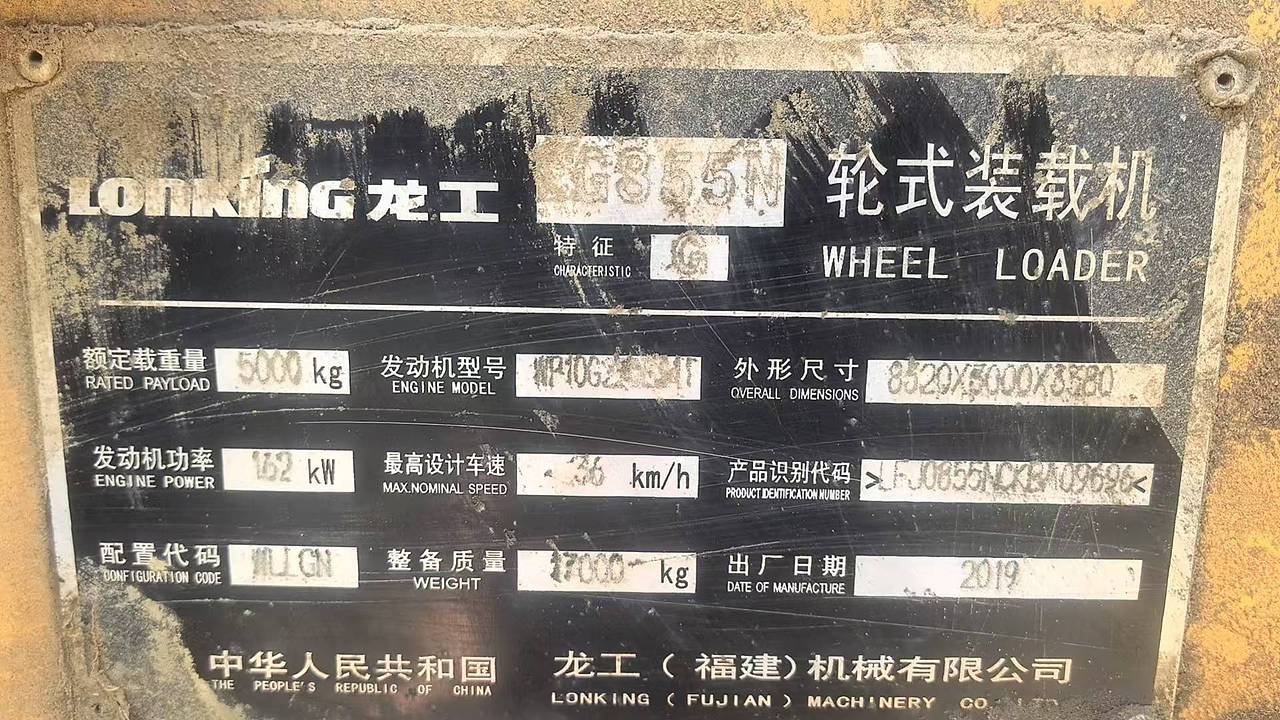 LONKING 龙工 G855N 轮式装载机
特征 G
CHARACTERISTIC
WHEEL LOADER
额定载重量 5000 kg 发动机型号 外形尺寸 8320X3000X3580
RATED PAYLOAD ENGINE MODEL OVERALL DIMENSIONS
发动机功率 162 kW 最高设计车速 36 km/h 产品识别代码
ENGINE POWER MAX.NOMINAL SPEED PRODUCT IDENTIFICATION NUMBER
配置代码 整备质量 17000 kg 出厂日期 2019
CONFIGURATION CODE WEIGHT DATE OF MANUFACTURE
中华人民共和国 龙工（福建）机械有限公司
THE PEOPLE'S REPUBLIC OF CHINA LONKING (FUJIAN) MACHINERY CO. LTD